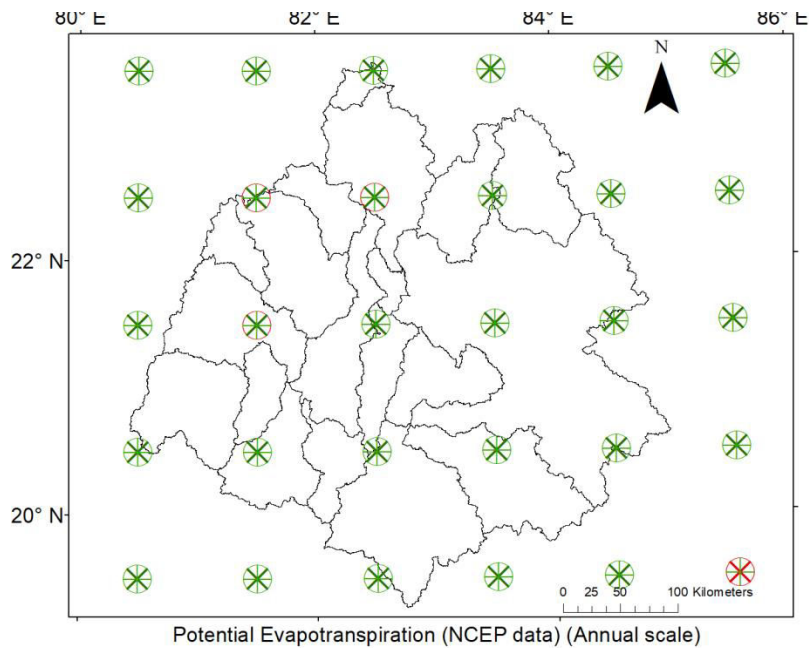 80° E 82° E 84° E 86° E
N
22° N
20° N
0 25 50 100 Kilometers
Potential Evapotranspiration (NCEP data) (Annual scale)